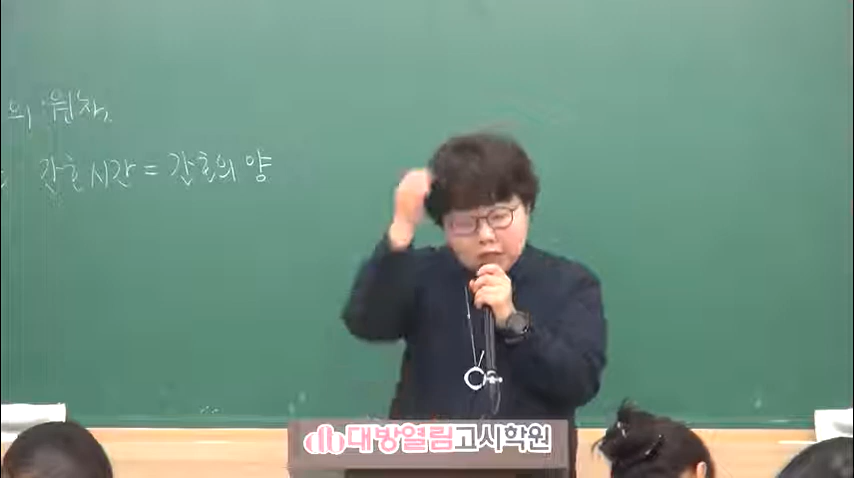 의 원칙
간호시간 = 간호의 양
대방열림고시학원